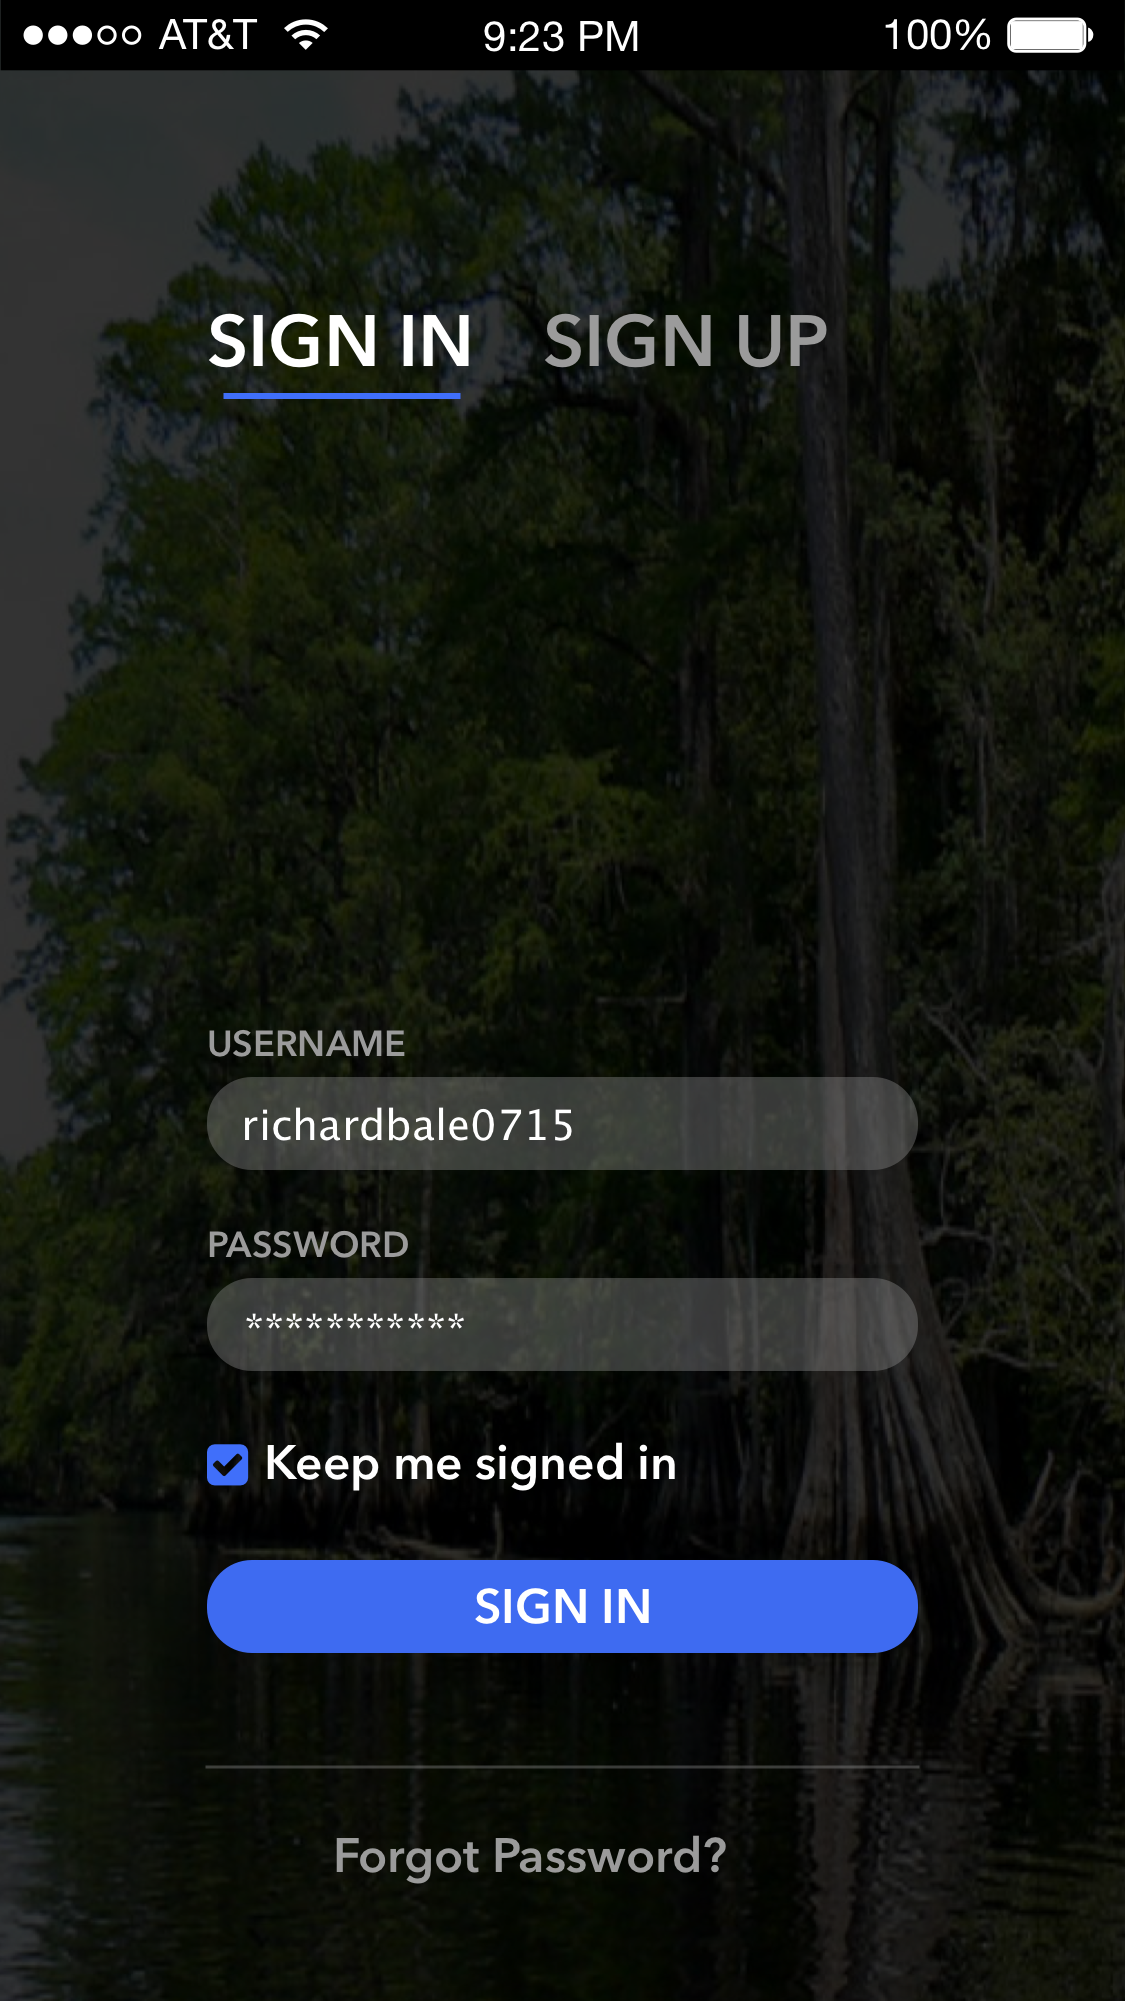 AT&T 9:23 PM 100%
SIGN IN SIGN UP
USERNAME
richardbale0715
PASSWORD
***********
Keep me signed in
SIGN IN
Forgot Password?